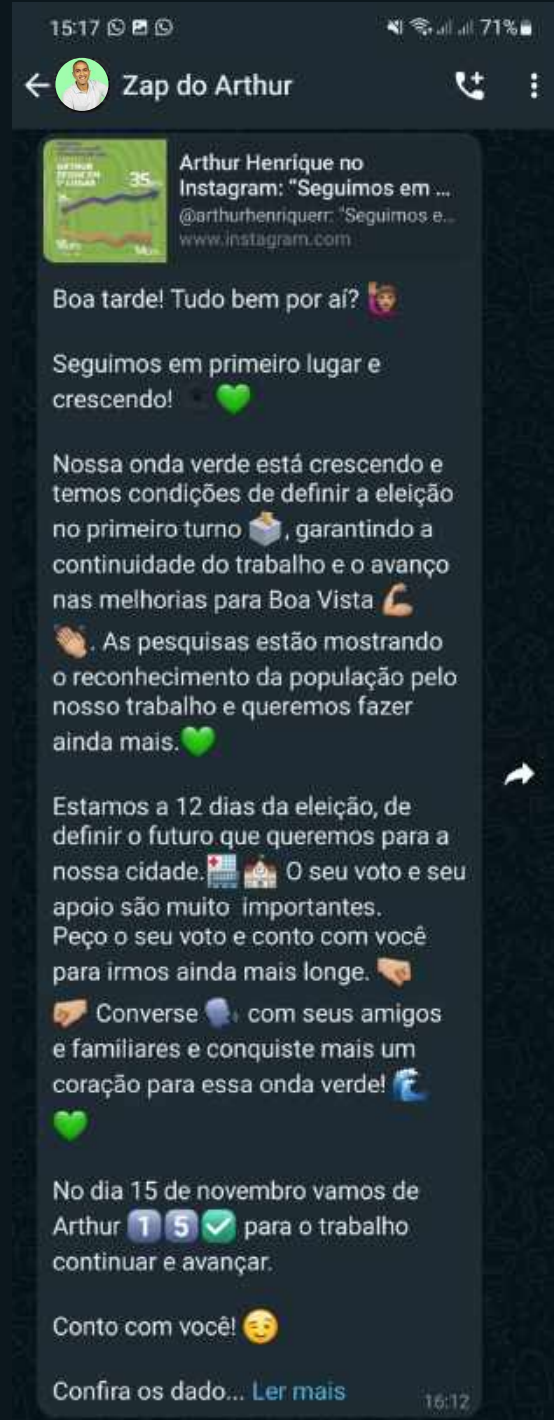 15:17 71%
Zap do Arthur
ARTHUR
SEGUE EM
1º LUGAR
35
Arthur Henrique no
Instagram: "Seguimos em ...
@arthurhenriquerr: "Seguimos e...
www.instagram.com
Boa tarde! Tudo bem por aí? 🙋🏽‍♀️
Seguimos em primeiro lugar e
crescendo! 💚
Nossa onda verde está crescendo e
temos condições de definir a eleição
no primeiro turno 🗳, garantindo a
continuidade do trabalho e o avanço
nas melhorias para Boa Vista 💪🏼
👏🏼. As pesquisas estão mostrando
o reconhecimento da população pelo
nosso trabalho e queremos fazer
ainda mais.💚
Estamos a 12 dias da eleição, de
definir o futuro que queremos para a
nossa cidade.🏥🏫 O seu voto e seu
apoio são muito importantes.
Peço o seu voto e conto com você
para irmos ainda mais longe. 🤜🏼
🤛🏼 Converse 🗣 com seus amigos
e familiares e conquiste mais um
coração para essa onda verde! 🌊
💚
No dia 15 de novembro vamos de
Arthur 1️⃣5️⃣✅ para o trabalho
continuar e avançar.
Conto com você! 😉
Confira os dado... Ler mais
16:12